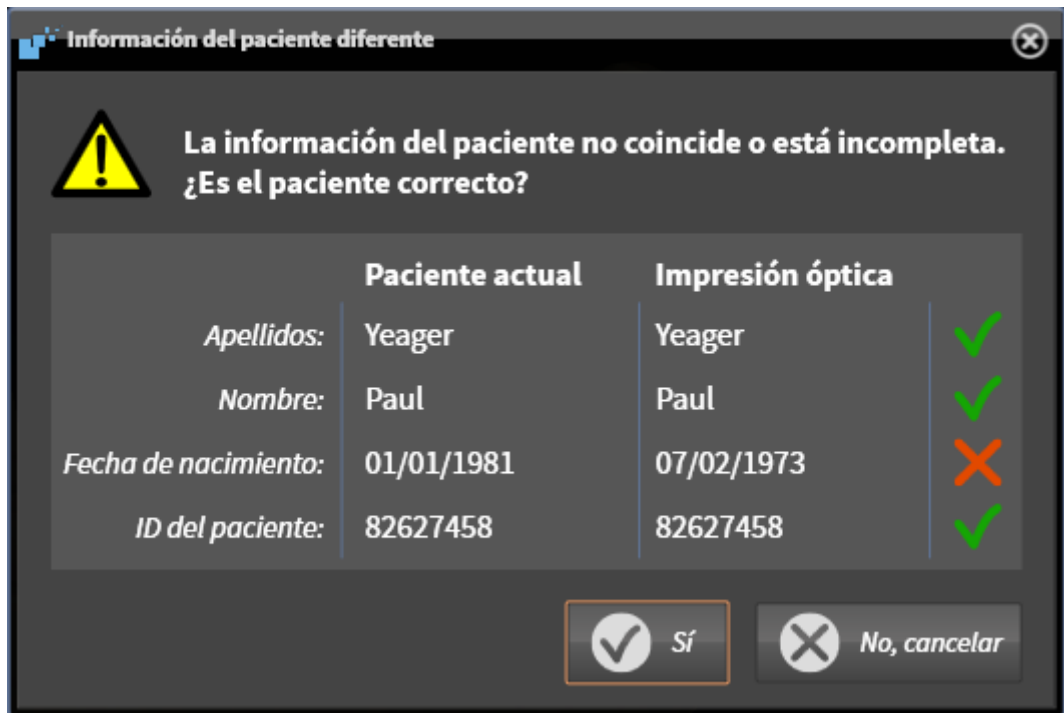 Información del paciente diferente
La información del paciente no coincide o está incompleta.
¿Es el paciente correcto?
Paciente actual Impresión óptica
Apellidos: Yeager Yeager
Nombre: Paul Paul
Fecha de nacimiento: 01/01/1981 07/02/1973
ID del paciente: 82627458 82627458
Sí No, cancelar